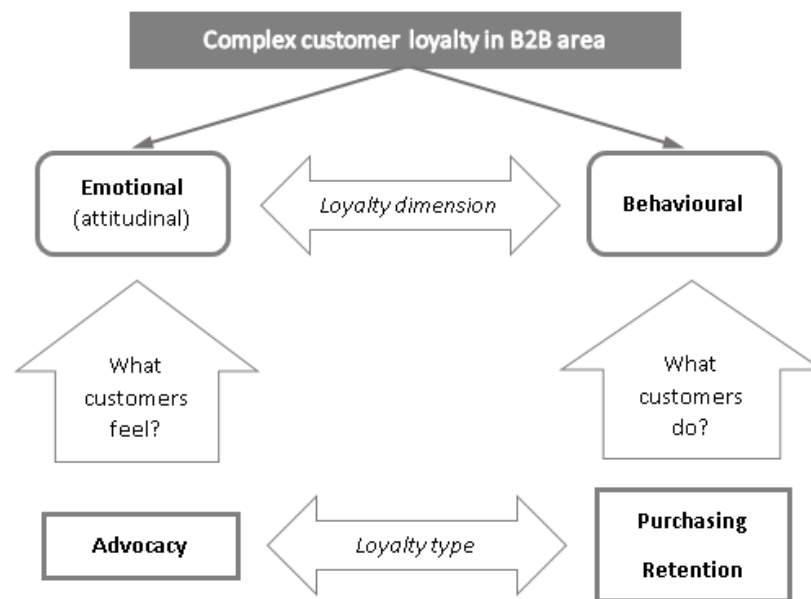 Complex customer loyalty in B2B area
Emotional
(attitudinal)
Loyalty dimension
Behavioural
What
customers
feel?
What
customers
do?
Advocacy
Loyalty type
Purchasing
Retention